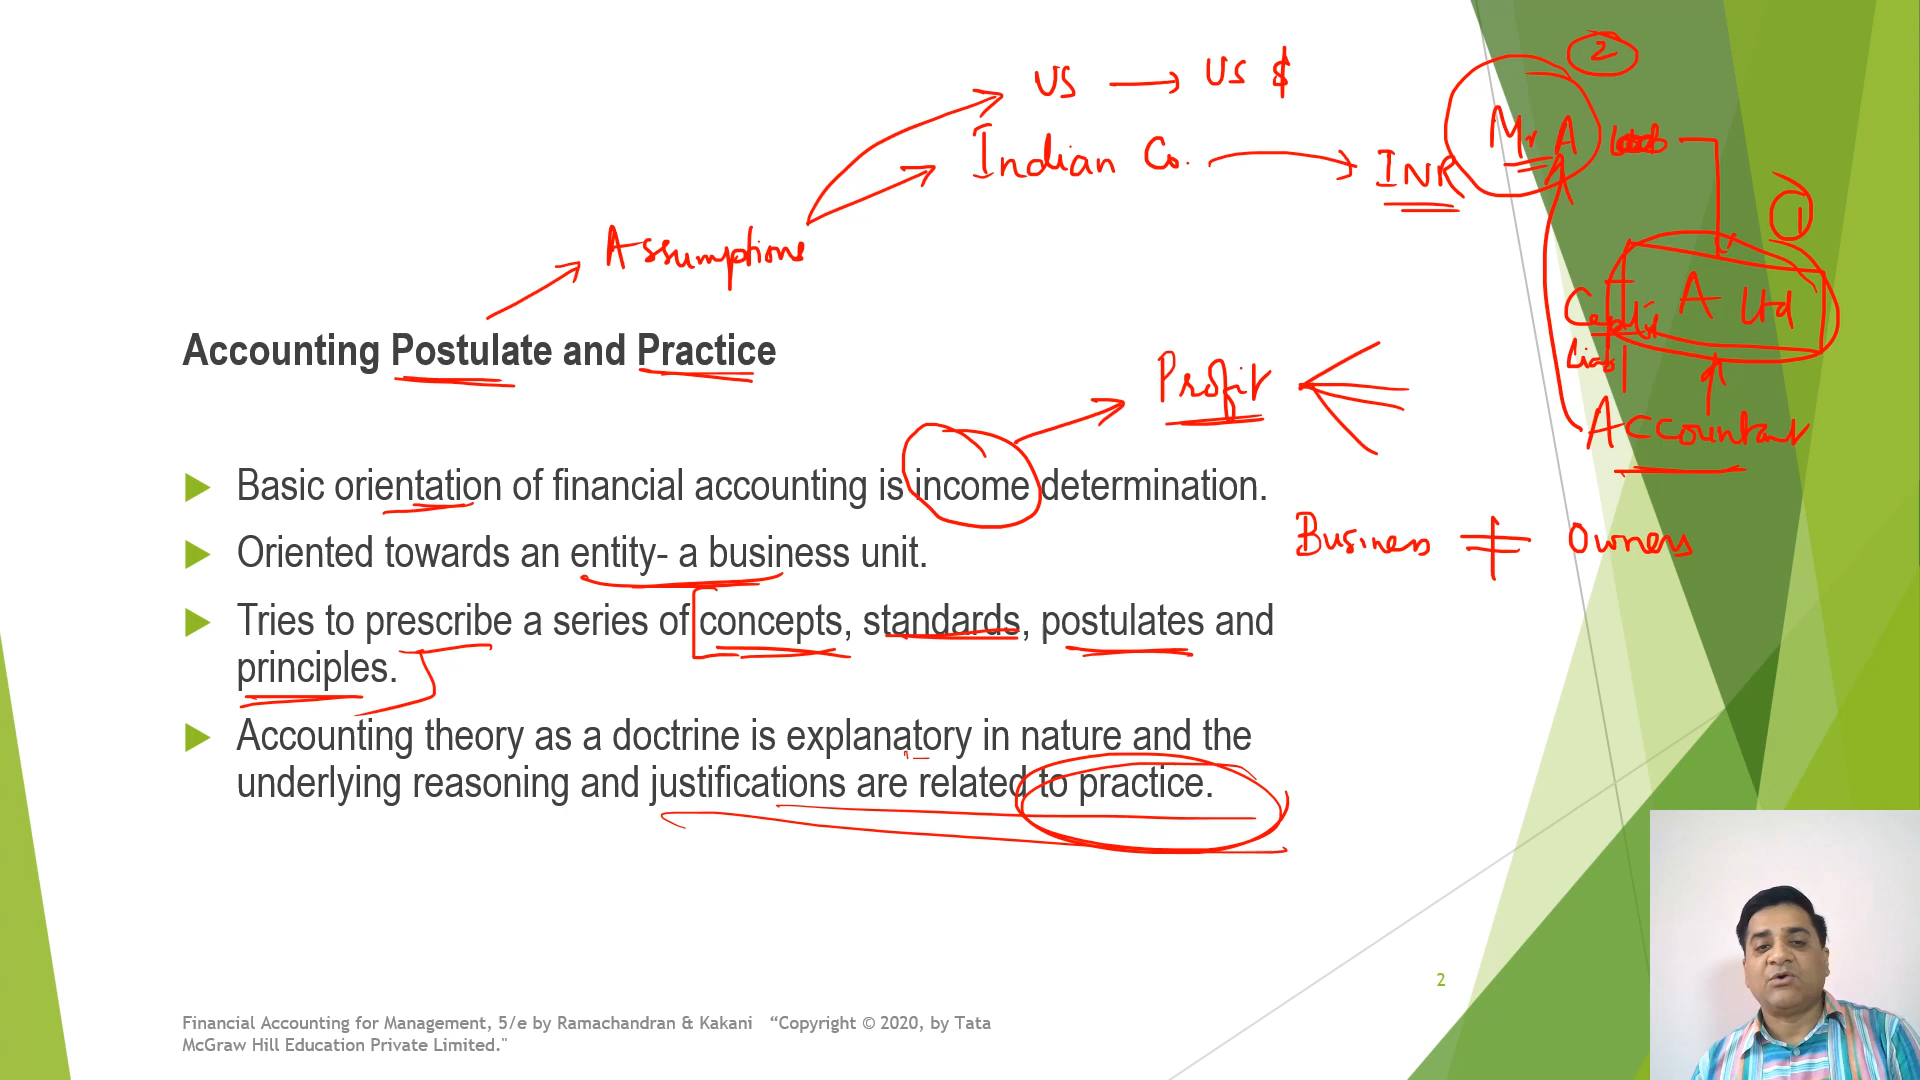 US → US $
Indian Co. → INR
2
Mr A
1
Assumptions
A Ltd
Capital
Accounting Postulate and Practice
Profit
Accountant
Basic orientation of financial accounting is income determination.
Business ≠ Owners
Oriented towards an entity- a business unit.
Tries to prescribe a series of concepts, standards, postulates and
principles.
Accounting theory as a doctrine is explanatory in nature and the
underlying reasoning and justifications are related to practice.
2
Financial Accounting for Management, 5/e by Ramachandran & Kakani “Copyright © 2020, by Tata
McGraw Hill Education Private Limited."